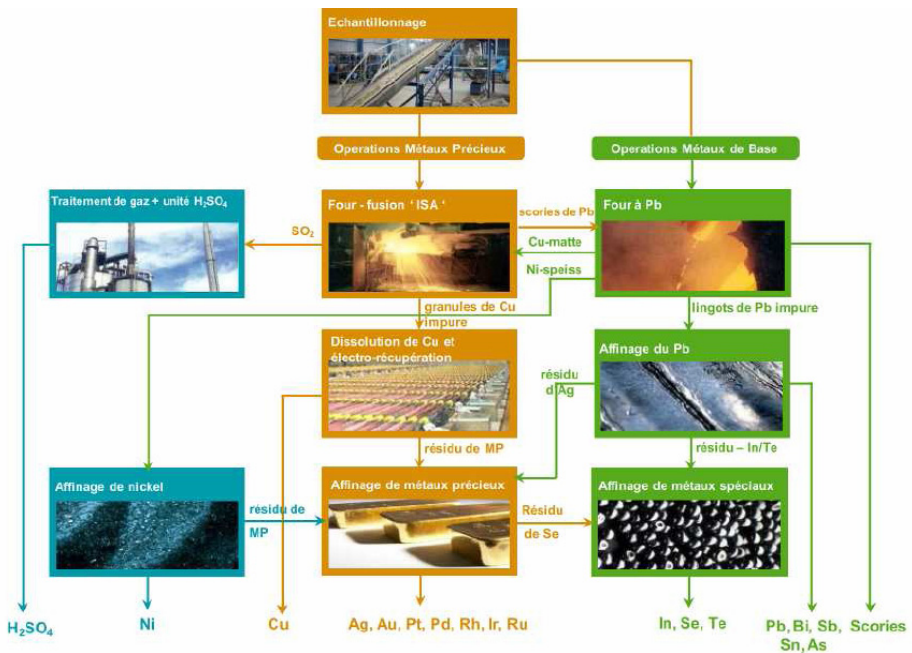 Echantillonnage
Operations Métaux Précieux
Operations Métaux de Base
Traitement de gaz + unité H₂SO₄
Four - fusion ‘ ISA ‘
Four à Pb
SO₂
scories de Pb
Cu-matte
Ni-speiss
granules de Cu
impure
lingots de Pb impure
Dissolution de Cu et
électro-récupération
Affinage du Pb
résidu
d'Ag
résidu de MP
résidu – In/Te
Affinage de nickel
Affinage de métaux précieux
Affinage de métaux spéciaux
résidu de
MP
Résidu
de Se
H₂SO₄
Ni
Cu
Ag, Au, Pt, Pd, Rh, Ir, Ru
In, Se, Te
Pb, Bi, Sb,
Sn, As
Scories